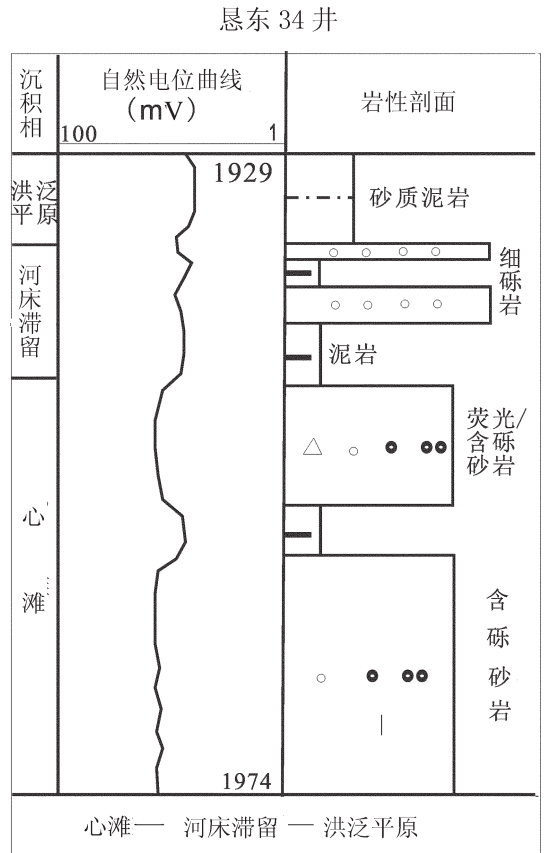 恳东 34 井
沉积相
自然电位曲线
(mV)
100 1
岩性剖面
洪泛
平原
1929
砂质泥岩
细砾岩
河床滞留
泥岩
荧光/
含砾
砂岩
心滩
含砾砂岩
1974
心滩— 河床滞留 — 洪泛平原